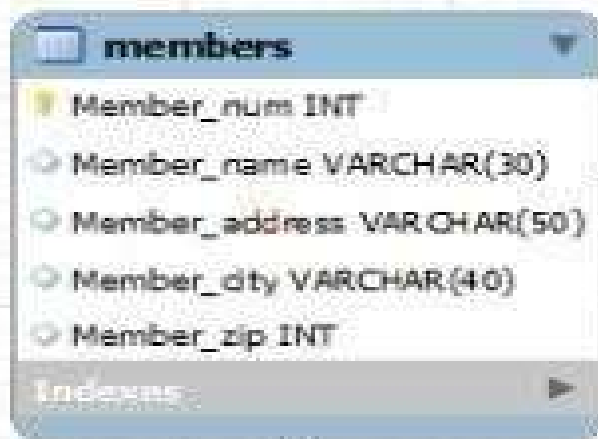 members
Member_num INT
Member_name VARCHAR(30)
Member_address VARCHAR(50)
Member_city VARCHAR(40)
Member_zip INT
Indexes